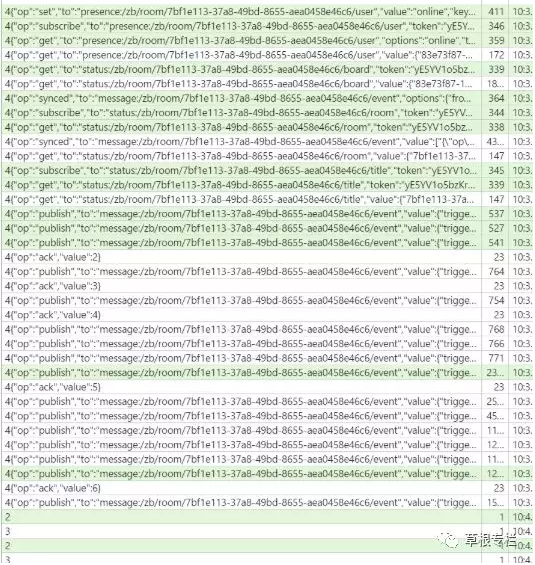 4{"op":"set","to":"presence:/zb/room/7bf1e113-37a8-49bd-8655-aea0458e46c6/user","value":"online","key... 411 10:3...
4{"op":"subscribe","to":"presence:/zb/room/7bf1e113-37a8-49bd-8655-aea0458e46c6/user","token":"yE5... 346 10:3...
4{"op":"get","to":"presence:/zb/room/7bf1e113-37a8-49bd-8655-aea0458e46c6/user","options":"online","t... 359 10:3...
4{"op":"get","to":"presence:/zb/room/7bf1e113-37a8-49bd-8655-aea0458e46c6/user","value":{"83e73f87-... 172 10:3...
4{"op":"get","to":"status:/zb/room/7bf1e113-37a8-49bd-8655-aea0458e46c6/board","token":"yE5YV1o5bz... 339 10:3...
4{"op":"get","to":"status:/zb/room/7bf1e113-37a8-49bd-8655-aea0458e46c6/board","value":{"83e73f87-1... 18... 10:3...
4{"op":"synced","to":"message:/zb/room/7bf1e113-37a8-49bd-8655-aea0458e46c6/event","options":{"fro... 364 10:3...
4{"op":"subscribe","to":"status:/zb/room/7bf1e113-37a8-49bd-8655-aea0458e46c6/room","token":"yE5YV... 344 10:3...
4{"op":"get","to":"status:/zb/room/7bf1e113-37a8-49bd-8655-aea0458e46c6/room","token":"yE5YV1o5bz... 338 10:3...
4{"op":"synced","to":"message:/zb/room/7bf1e113-37a8-49bd-8655-aea0458e46c6/event","value":["{\"op\... 43... 10:3...
4{"op":"get","to":"status:/zb/room/7bf1e113-37a8-49bd-8655-aea0458e46c6/room","value":{"7bf1e113-37... 147 10:3...
4{"op":"subscribe","to":"status:/zb/room/7bf1e113-37a8-49bd-8655-aea0458e46c6/title","token":"yE5YV1o... 345 10:3...
4{"op":"get","to":"status:/zb/room/7bf1e113-37a8-49bd-8655-aea0458e46c6/title","token":"yE5YV1o5bzKr... 339 10:3...
4{"op":"get","to":"status:/zb/room/7bf1e113-37a8-49bd-8655-aea0458e46c6/title","value":{"7bf1e113-37a... 147 10:3...
4{"op":"publish","to":"message:/zb/room/7bf1e113-37a8-49bd-8655-aea0458e46c6/event","value":{"trigge... 537 10:3...
4{"op":"publish","to":"message:/zb/room/7bf1e113-37a8-49bd-8655-aea0458e46c6/event","value":{"trigge... 527 10:3...
4{"op":"publish","to":"message:/zb/room/7bf1e113-37a8-49bd-8655-aea0458e46c6/event","value":{"trigge... 541 10:3...
4{"op":"ack","value":2} 23 10:3...
4{"op":"publish","to":"message:/zb/room/7bf1e113-37a8-49bd-8655-aea0458e46c6/event","value":{"trigge... 764 10:3...
4{"op":"ack","value":3} 23 10:3...
4{"op":"publish","to":"message:/zb/room/7bf1e113-37a8-49bd-8655-aea0458e46c6/event","value":{"trigge... 754 10:3...
4{"op":"ack","value":4} 23 10:3...
4{"op":"publish","to":"message:/zb/room/7bf1e113-37a8-49bd-8655-aea0458e46c6/event","value":{"trigge... 768 10:3...
4{"op":"publish","to":"message:/zb/room/7bf1e113-37a8-49bd-8655-aea0458e46c6/event","value":{"trigge... 766 10:3...
4{"op":"publish","to":"message:/zb/room/7bf1e113-37a8-49bd-8655-aea0458e46c6/event","value":{"trigge... 771 10:3...
4{"op":"publish","to":"message:/zb/room/7bf1e113-37a8-49bd-8655-aea0458e46c6/event","value":{"trigge... 23... 10:3...
4{"op":"ack","value":5} 23 10:3...
4{"op":"publish","to":"message:/zb/room/7bf1e113-37a8-49bd-8655-aea0458e46c6/event","value":{"trigge... 25... 10:3...
4{"op":"publish","to":"message:/zb/room/7bf1e113-37a8-49bd-8655-aea0458e46c6/event","value":{"trigge... 45... 10:3...
4{"op":"publish","to":"message:/zb/room/7bf1e113-37a8-49bd-8655-aea0458e46c6/event","value":{"trigge... 11... 10:3...
4{"op":"publish","to":"message:/zb/room/7bf1e113-37a8-49bd-8655-aea0458e46c6/event","value":{"trigge... 12... 10:3...
4{"op":"publish","to":"message:/zb/room/7bf1e113-37a8-49bd-8655-aea0458e46c6/event","value":{"trigge... 11... 10:3...
4{"op":"publish","to":"message:/zb/room/7bf1e113-37a8-49bd-8655-aea0458e46c6/event","value":{"trigge... 12... 10:3...
4{"op":"ack","value":6} 23 10:3...
4{"op":"publish","to":"message:/zb/room/7bf1e113-37a8-49bd-8655-aea0458e46c6/event","value":{"trigge... 15... 10:3...
2 1 10:4...
3 1 10:4...
草根专栏
2 1 10:4...
3 1 10:4...